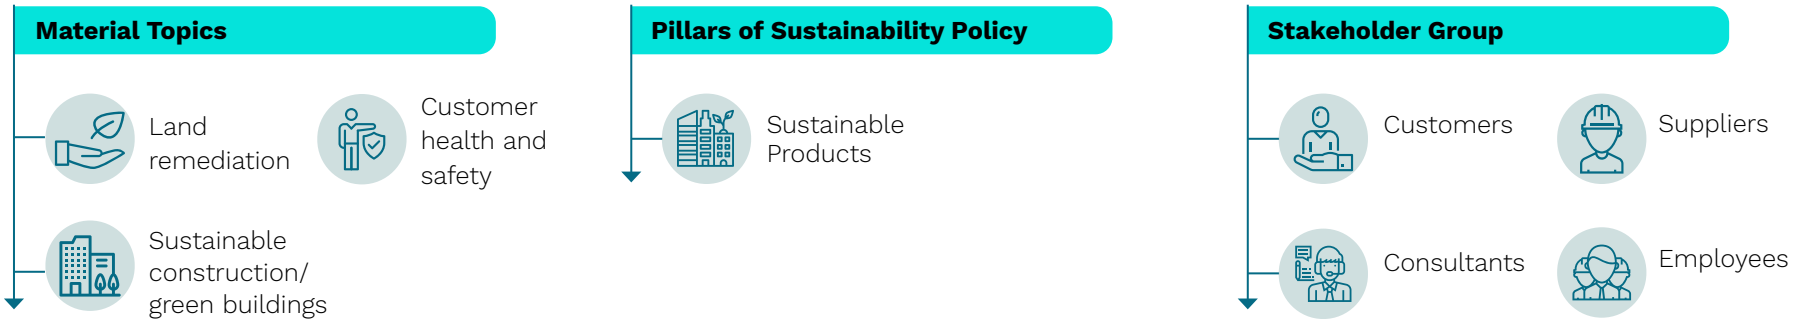 Material Topics
Land
remediation
Customer
health and
safety
Sustainable
construction/
green buildings
Pillars of Sustainability Policy
Sustainable
Products
Stakeholder Group
Customers
Suppliers
Consultants
Employees